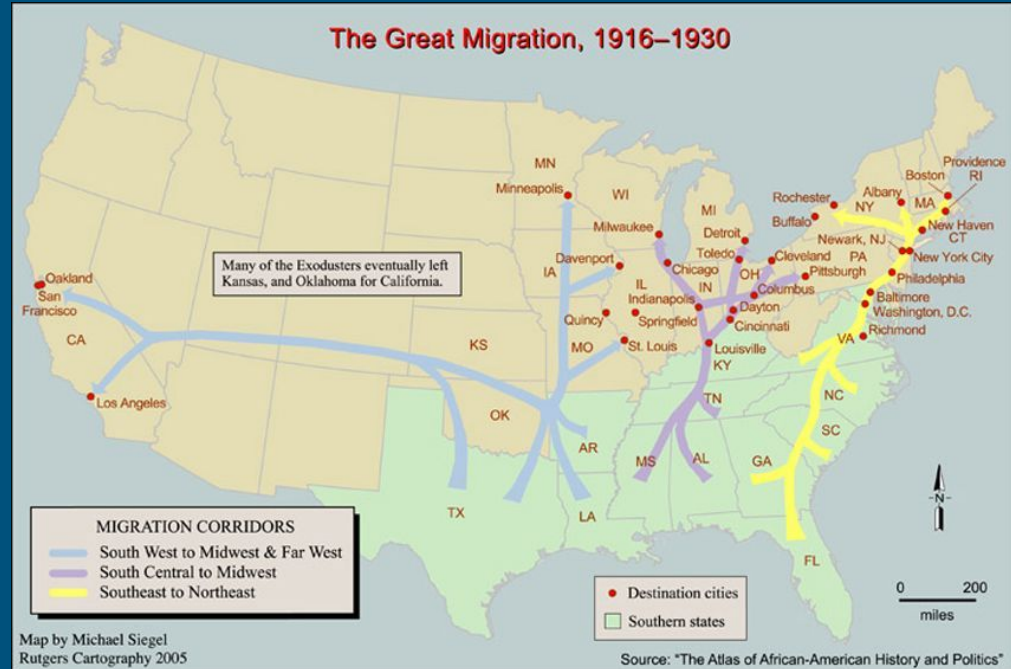 The Great Migration, 1916–1930
MN
Minneapolis
WI
Milwaukee
MI
Detroit
Toledo
OH
Cleveland
Pittsburgh
Rochester
Buffalo
Albany
NY
Boston
MA
Providence
RI
New Haven
CT
Newark, NJ
New York City
PA
Philadelphia
Baltimore
Washington, D.C.
Richmond
VA
Many of the Exodusters eventually left
Kansas, and Oklahoma for California.
Oakland
San
Francisco
CA
Los Angeles
IA
Davenport
IL
Chicago
IN
Indianapolis
Columbus
Dayton
Cincinnati
Quincy
Springfield
KS
MO
St. Louis
Louisville
KY
TN
NC
SC
OK
AR
MS
AL
GA
TX
LA
FL
N
MIGRATION CORRIDORS
South West to Midwest & Far West
South Central to Midwest
Southeast to Northeast
Destination cities
Southern states
0 200
miles
Map by Michael Siegel
Rutgers Cartography 2005
Source: "The Atlas of African-American History and Politics"